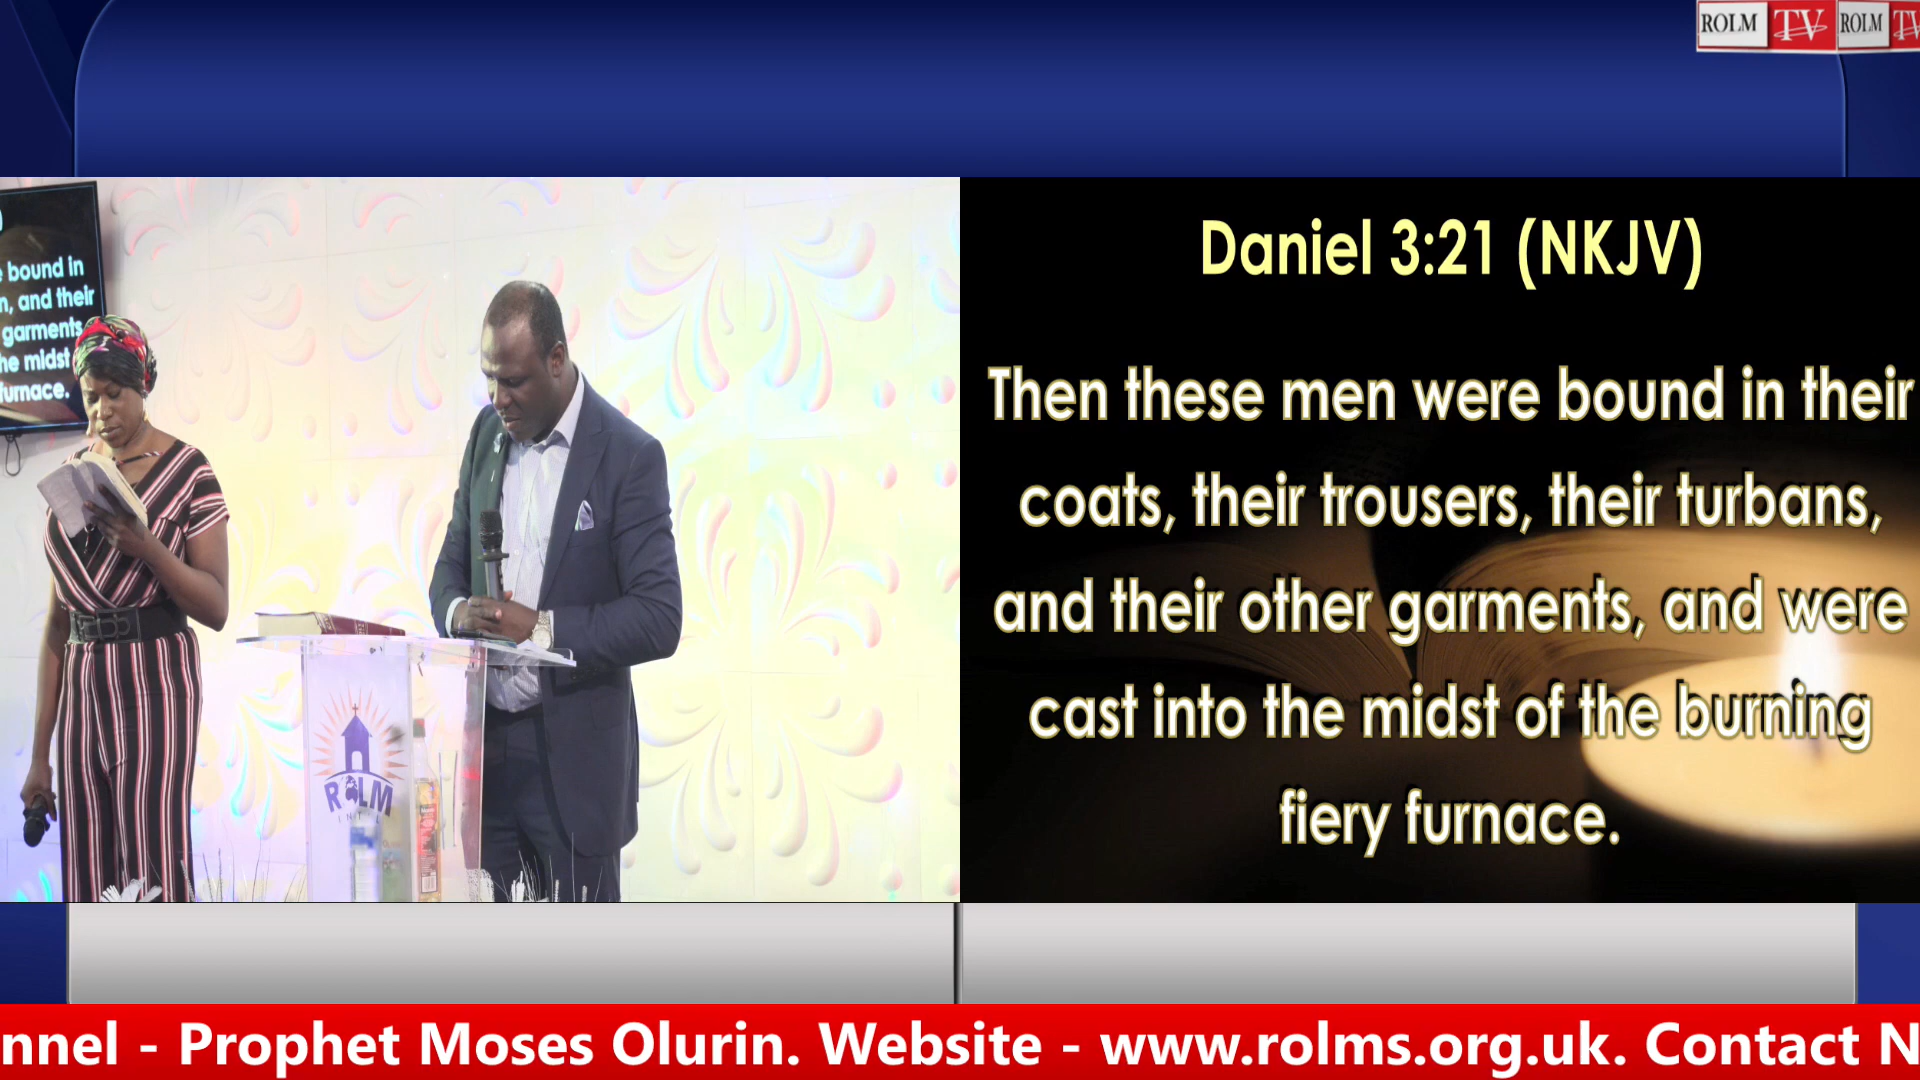 ROLM TV ROLM TV
Daniel 3:21 (NKJV)
Then these men were bound in their
coats, their trousers, their turbans,
and their other garments, and were
cast into the midst of the burning
fiery furnace.
bound in
and their
garments
midst
ROLM
INT'L
nnel - Prophet Moses Olurin. Website - www.rolms.org.uk. Contact N